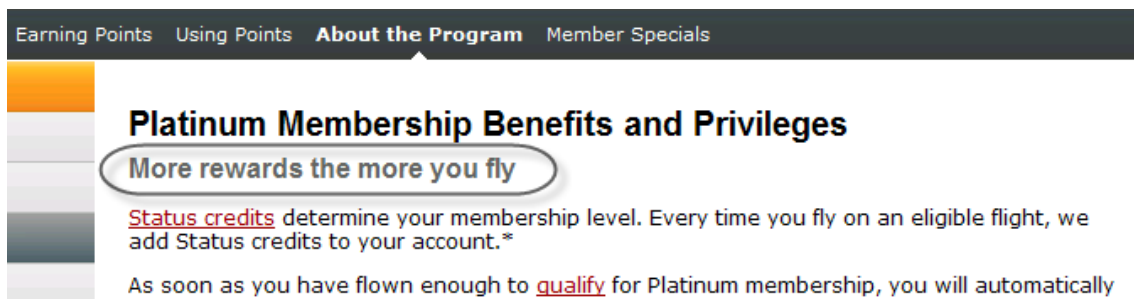 Earning Points Using Points About the Program Member Specials
Platinum Membership Benefits and Privileges
More rewards the more you fly
Status credits determine your membership level. Every time you fly on an eligible flight, we
add Status credits to your account.*
As soon as you have flown enough to qualify for Platinum membership, you will automatically